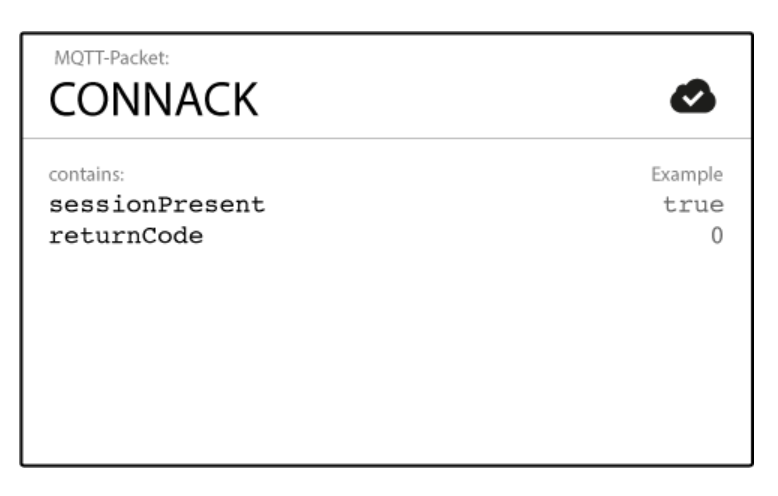 MQTT-Packet:
CONNACK
contains:
Example
sessionPresent
true
returnCode
0